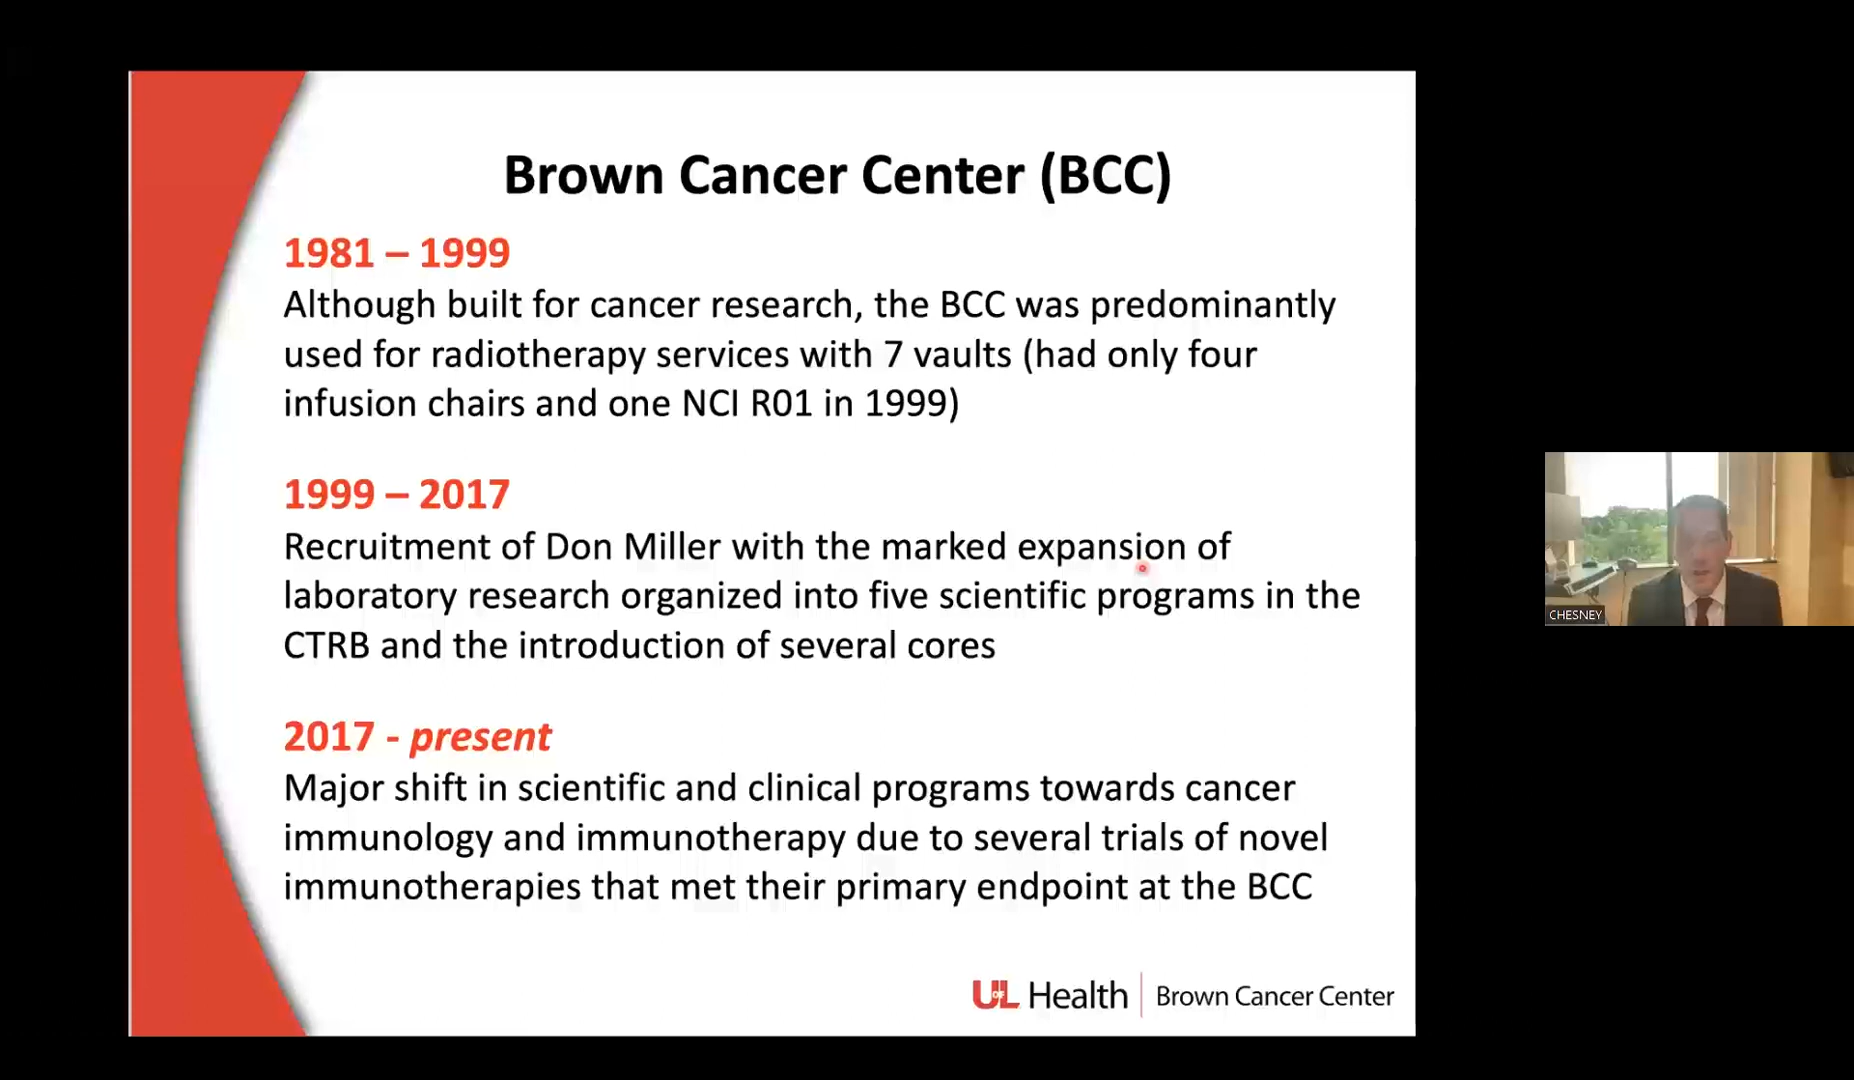 Brown Cancer Center (BCC)
1981 – 1999
Although built for cancer research, the BCC was predominantly
used for radiotherapy services with 7 vaults (had only four
infusion chairs and one NCI R01 in 1999)
1999 – 2017
Recruitment of Don Miller with the marked expansion of
laboratory research organized into five scientific programs in the
CTRB and the introduction of several cores
2017 - present
Major shift in scientific and clinical programs towards cancer
immunology and immunotherapy due to several trials of novel
immunotherapies that met their primary endpoint at the BCC
UofL Health | Brown Cancer Center
CHESNEY